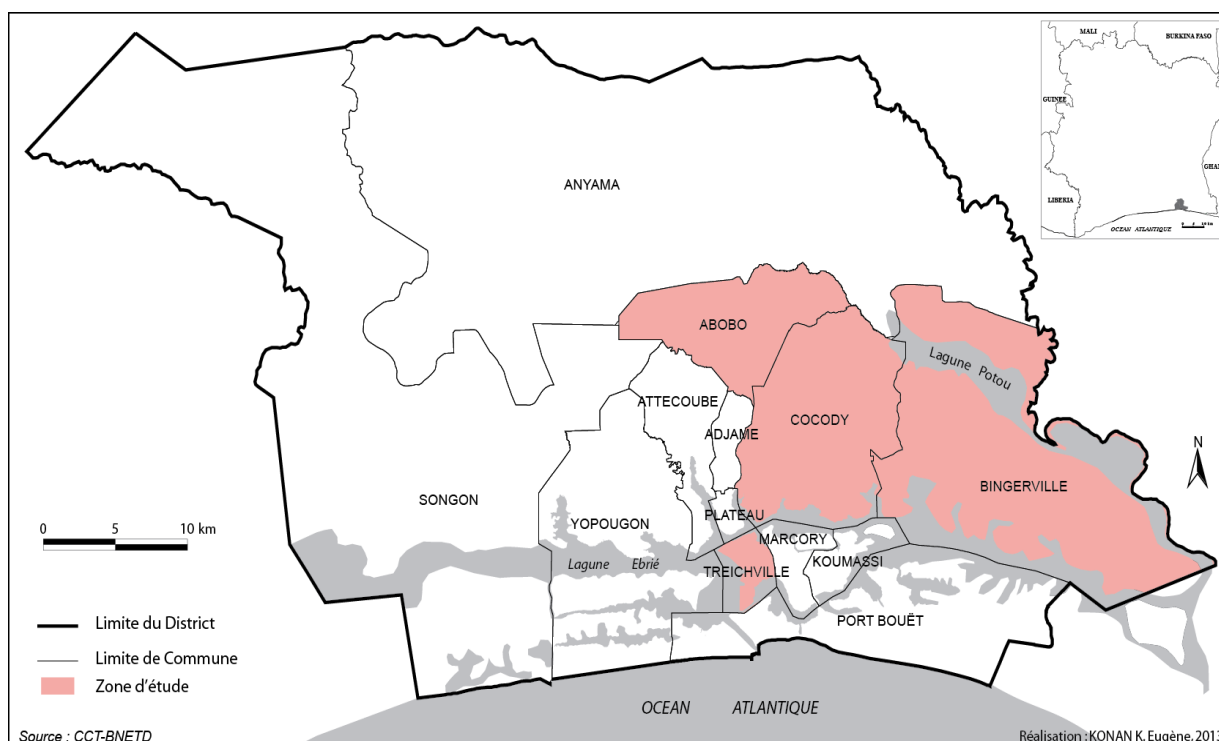 MALI
BURKINA FASO
GUINEE
LIBERIA
OCEAN ATLANTIQUE
ANYAMA
ABOBO
Lagune Potou
ATTECOUBE
ADJAME
COCODY
BINGERVILLE
N
SONGON
YOPOUGON
PLATEAU
MARCORY
KOUMASSI
TREICHVILLE
Lagune Ebrié
PORT BOUËT
0 5 10 km
Limite du District
Limite de Commune
Zone d'étude
OCEAN ATLANTIQUE
Source : CCT-BNETD
Réalisation : KONAN K. Eugène, 2013